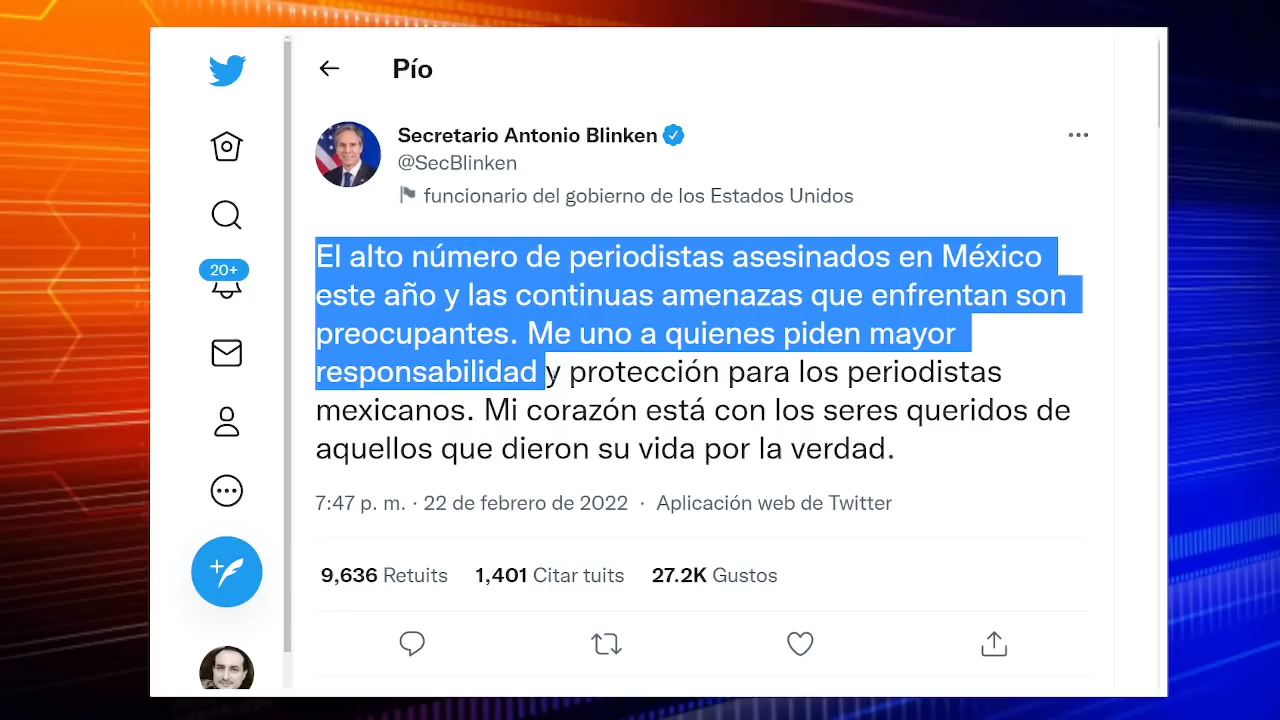 Pío
Secretario Antonio Blinken
@SecBlinken
funcionario del gobierno de los Estados Unidos
20+
El alto número de periodistas asesinados en México
este año y las continuas amenazas que enfrentan son
preocupantes. Me uno a quienes piden mayor
responsabilidad y protección para los periodistas
mexicanos. Mi corazón está con los seres queridos de
aquellos que dieron su vida por la verdad.
7:47 p. m. · 22 de febrero de 2022 · Aplicación web de Twitter
9,636 Retuits 1,401 Citar tuits 27.2K Gustos